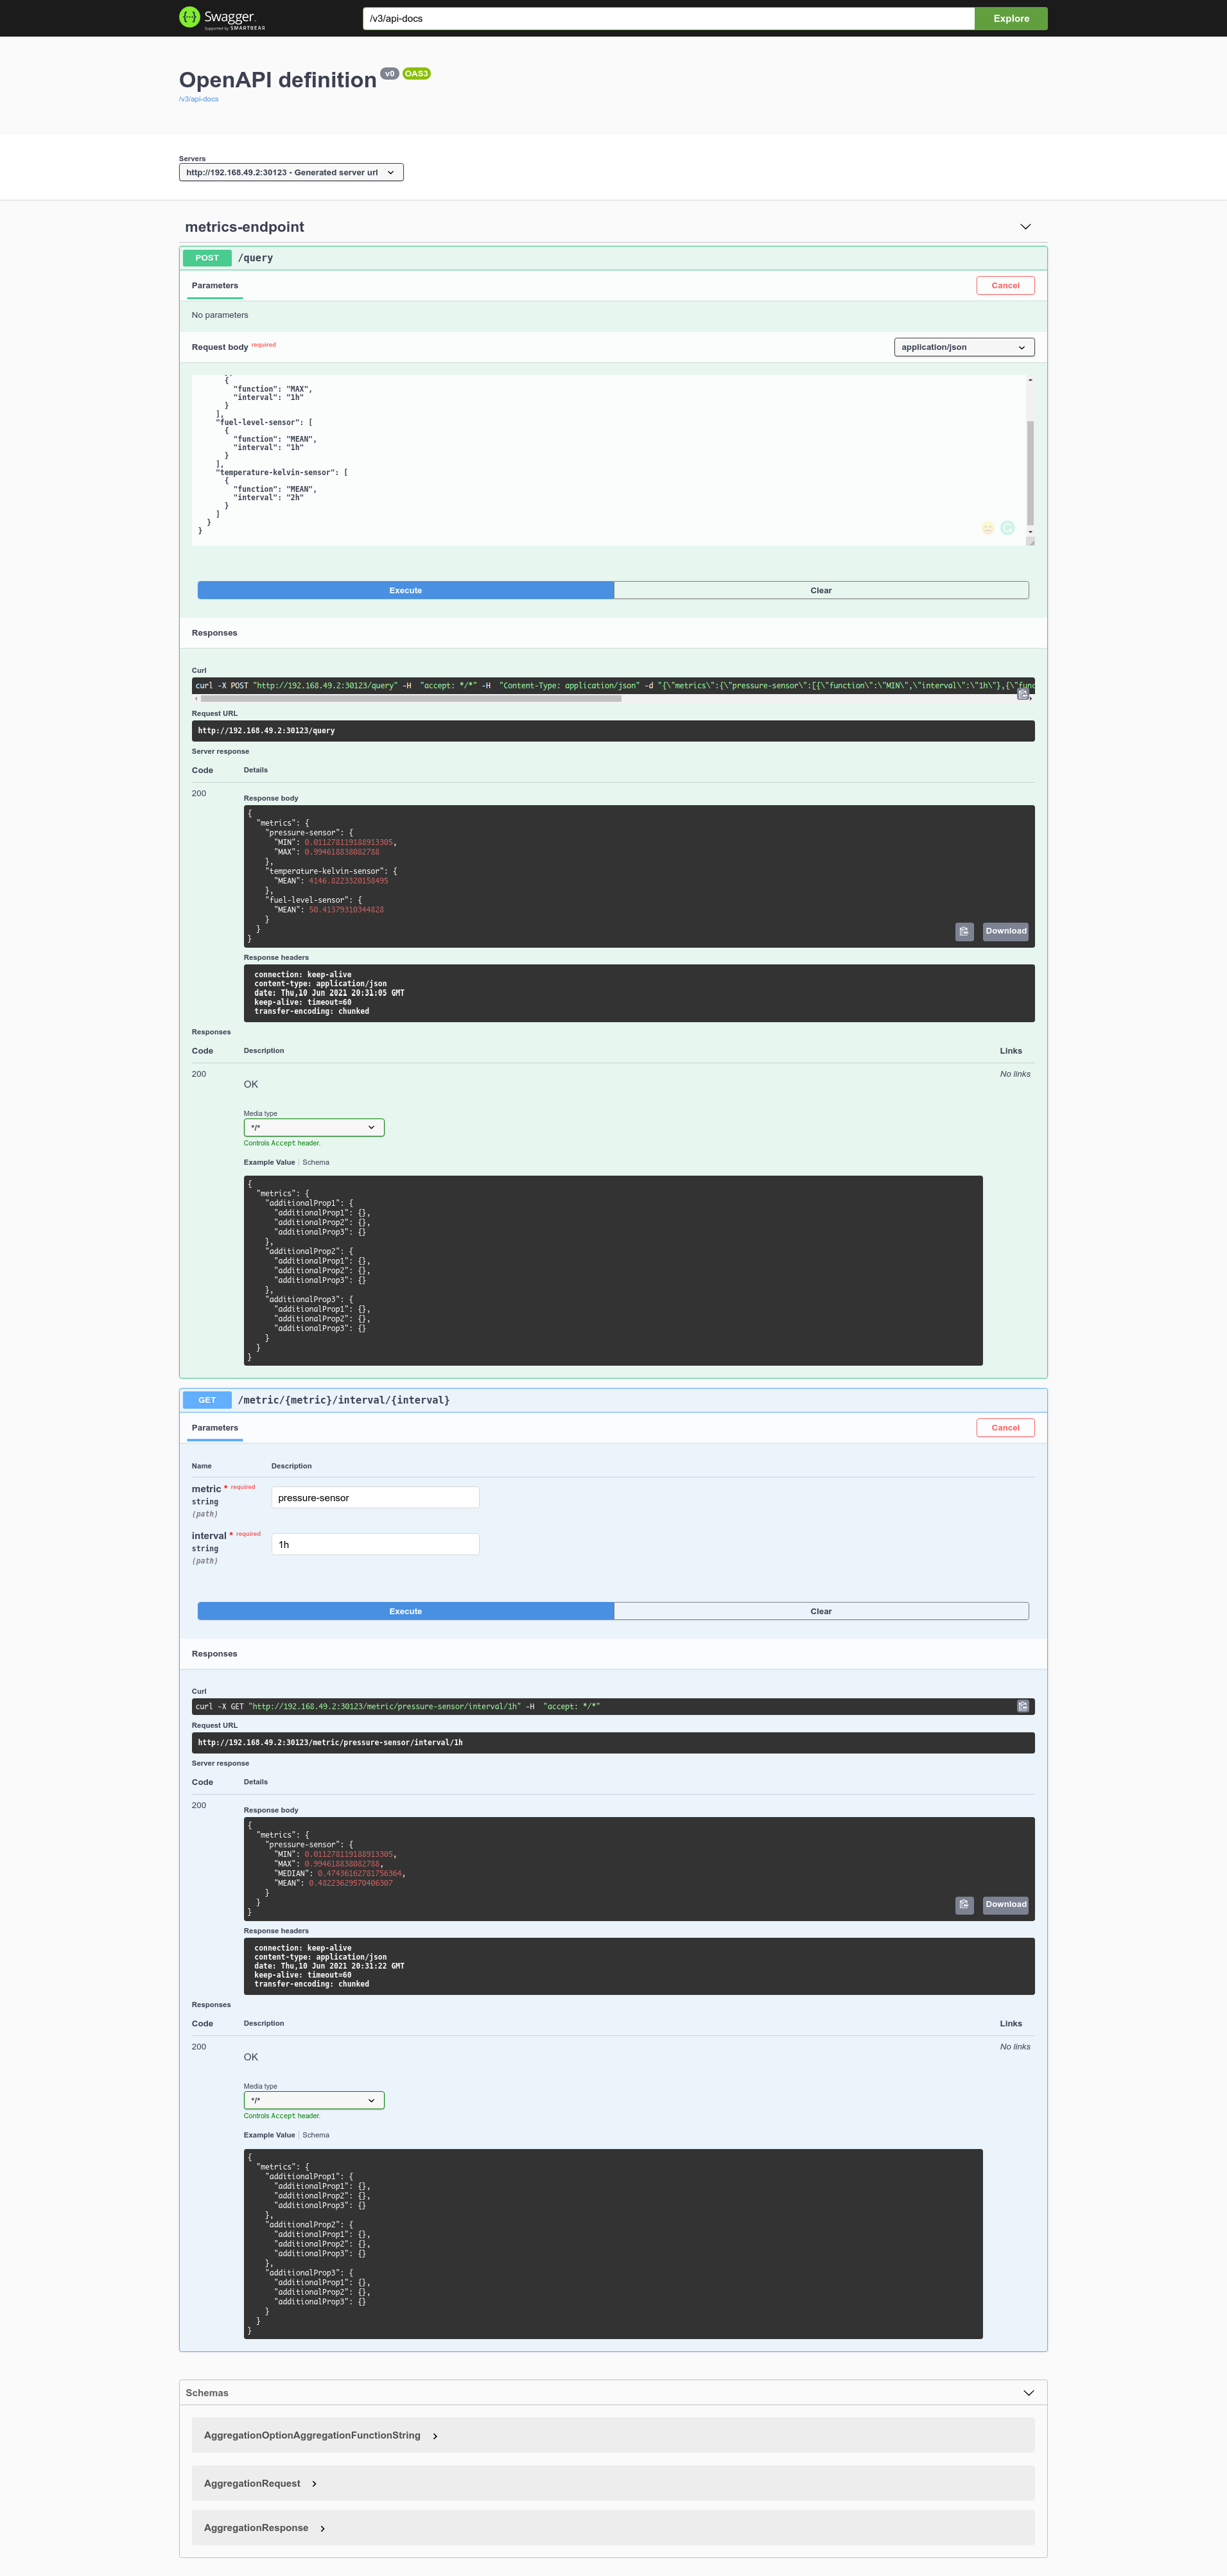 Swagger.
Supported by SMARTBEAR
/v3/api-docs
Explore
OpenAPI definition v0 OAS3
/v3/api-docs
Servers
http://192.168.49.2:30123 - Generated server url
metrics-endpoint
POST /query
Parameters
Cancel
No parameters
Request body required
application/json
{
"function": "MAX",
"interval": "1h"
}
],
"fuel-level-sensor": [
{
"function": "MEAN",
"interval": "1h"
}
],
"temperature-kelvin-sensor": [
{
"function": "MEAN",
"interval": "2h"
}
]
}
}
Execute
Clear
Responses
Curl
curl -X POST "http://192.168.49.2:30123/query" -H "accept: */*" -H "Content-Type: application/json" -d "{\"metrics\":{\"pressure-sensor\":[{\"function\":\"MIN\",\"interval\":\"1h\"},{\"func
Request URL
http://192.168.49.2:30123/query
Server response
Code Details
200
Response body
{
"metrics": {
"pressure-sensor": {
"MIN": 0.011278119188913305,
"MAX": 0.994618838082788
},
"temperature-kelvin-sensor": {
"MEAN": 4146.8223320158495
},
"fuel-level-sensor": {
"MEAN": 50.41379310344828
}
}
}
Download
Response headers
connection: keep-alive
content-type: application/json
date: Thu,10 Jun 2021 20:31:05 GMT
keep-alive: timeout=60
transfer-encoding: chunked
Responses
Code Description Links
200
OK
No links
Media type
*/*
Controls Accept header.
Example Value | Schema
{
"metrics": {
"additionalProp1": {
"additionalProp1": {},
"additionalProp2": {},
"additionalProp3": {}
},
"additionalProp2": {
"additionalProp1": {},
"additionalProp2": {},
"additionalProp3": {}
},
"additionalProp3": {
"additionalProp1": {},
"additionalProp2": {},
"additionalProp3": {}
}
}
}
GET /metric/{metric}/interval/{interval}
Parameters
Cancel
Name Description
metric * required
string
(path)
pressure-sensor
interval * required
string
(path)
1h
Execute
Clear
Responses
Curl
curl -X GET "http://192.168.49.2:30123/metric/pressure-sensor/interval/1h" -H "accept: */*"
Request URL
http://192.168.49.2:30123/metric/pressure-sensor/interval/1h
Server response
Code Details
200
Response body
{
"metrics": {
"pressure-sensor": {
"MIN": 0.011278119188913305,
"MAX": 0.994618838082788,
"MEDIAN": 0.47436162781756364,
"MEAN": 0.48223629570406307
}
}
}
Download
Response headers
connection: keep-alive
content-type: application/json
date: Thu,10 Jun 2021 20:31:22 GMT
keep-alive: timeout=60
transfer-encoding: chunked
Responses
Code Description Links
200
OK
No links
Media type
*/*
Controls Accept header.
Example Value | Schema
{
"metrics": {
"additionalProp1": {
"additionalProp1": {},
"additionalProp2": {},
"additionalProp3": {}
},
"additionalProp2": {
"additionalProp1": {},
"additionalProp2": {},
"additionalProp3": {}
},
"additionalProp3": {
"additionalProp1": {},
"additionalProp2": {},
"additionalProp3": {}
}
}
}
Schemas
AggregationOptionAggregationFunctionString
AggregationRequest
AggregationResponse